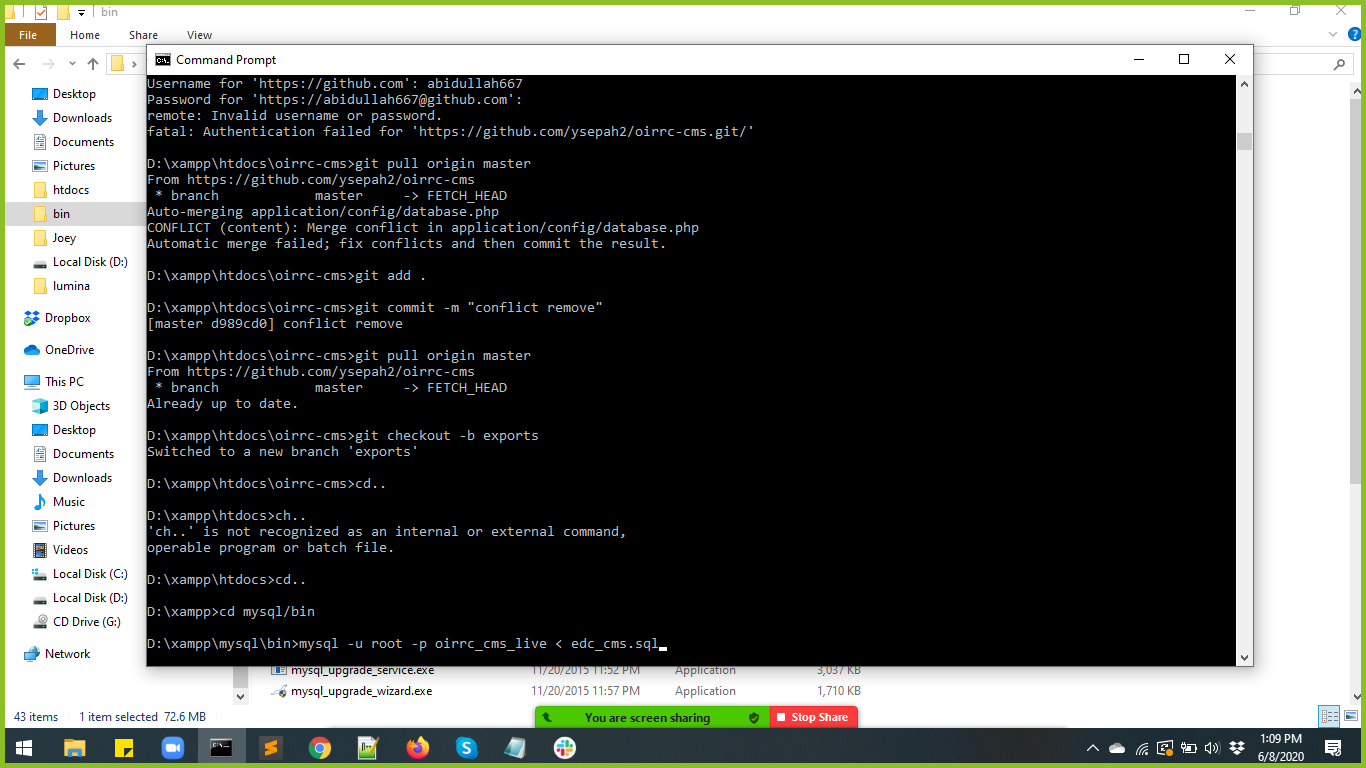 bin
File
Home
Share
View
Command Prompt
Desktop
Downloads
Documents
Pictures
htdocs
bin
Joey
Local Disk (D:)
lumina
Dropbox
OneDrive
This PC
3D Objects
Desktop
Documents
Downloads
Music
Pictures
Videos
Local Disk (C:)
Local Disk (D:)
CD Drive (G:)
Network
Username for 'https://github.com': abidullah667
Password for 'https://abidullah667@github.com':
remote: Invalid username or password.
fatal: Authentication failed for 'https://github.com/ysepah2/oirrc-cms.git/'
D:\xampp\htdocs\oirrc-cms>git pull origin master
From https://github.com/ysepah2/oirrc-cms
* branch master -> FETCH_HEAD
Auto-merging application/config/database.php
CONFLICT (content): Merge conflict in application/config/database.php
Automatic merge failed; fix conflicts and then commit the result.
D:\xampp\htdocs\oirrc-cms>git add .
D:\xampp\htdocs\oirrc-cms>git commit -m "conflict remove"
[master d989cd0] conflict remove
D:\xampp\htdocs\oirrc-cms>git pull origin master
From https://github.com/ysepah2/oirrc-cms
* branch master -> FETCH_HEAD
Already up to date.
D:\xampp\htdocs\oirrc-cms>git checkout -b exports
Switched to a new branch 'exports'
D:\xampp\htdocs\oirrc-cms>cd..
D:\xampp\htdocs>ch..
'ch..' is not recognized as an internal or external command,
operable program or batch file.
D:\xampp\htdocs>cd..
D:\xampp>cd mysql/bin
D:\xampp\mysql\bin>mysql -u root -p oirrc_cms_live < edc_cms.sql
mysql_upgrade_service.exe 11/20/2015 11:52 PM Application 3,037 KB
mysql_upgrade_wizard.exe 11/20/2015 11:57 PM Application 1,710 KB
43 items 1 item selected 72.6 MB
You are screen sharing
Stop Share
1:09 PM
6/8/2020